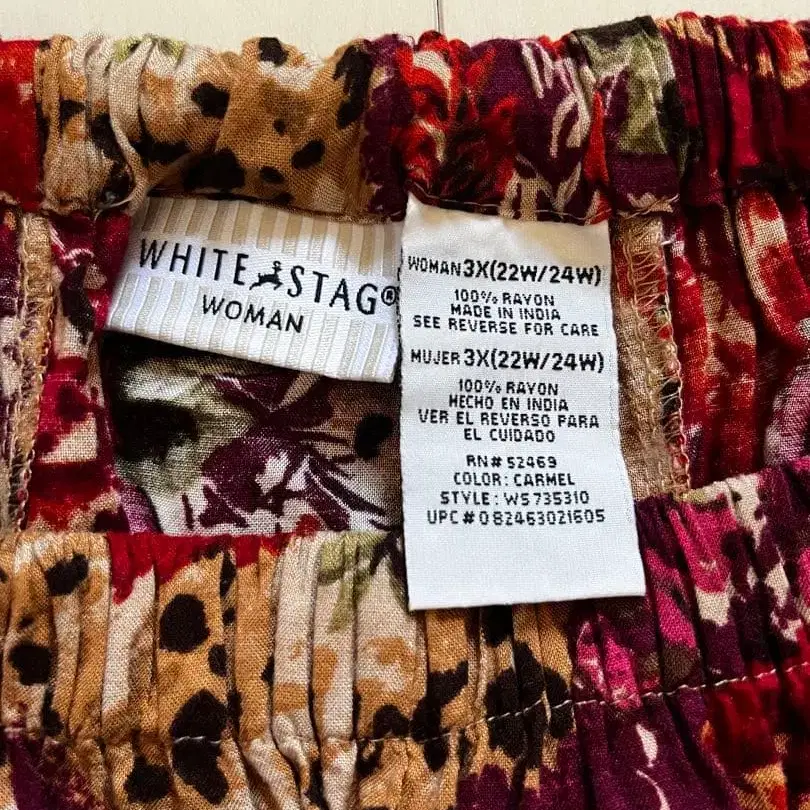 WHITE STAG®
WOMAN
WOMAN 3X(22W/24W)
100% RAYON
MADE IN INDIA
SEE REVERSE FOR CARE
MUJER 3X(22W/24W)
100% RAYON
HECHO EN INDIA
VER EL REVERSO PARA
EL CUIDADO
RN# 52469
COLOR: CARMEL
STYLE: WS735310
UPC# 082463021605